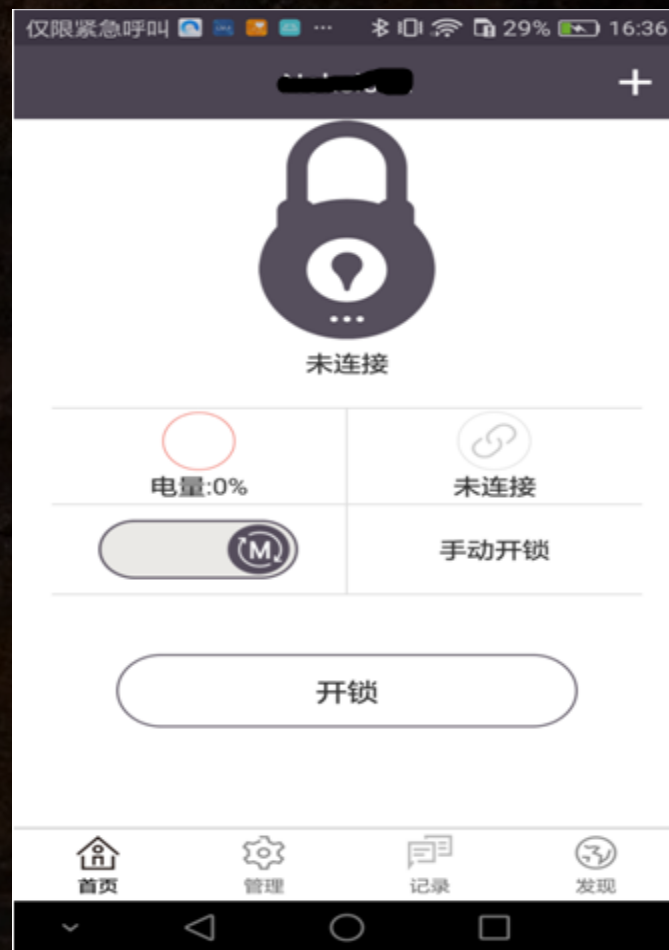 仅限紧急呼叫 ... 29% 16:36
未连接
电量:0% 未连接
M 手动开锁
开锁
首页 管理 记录 发现